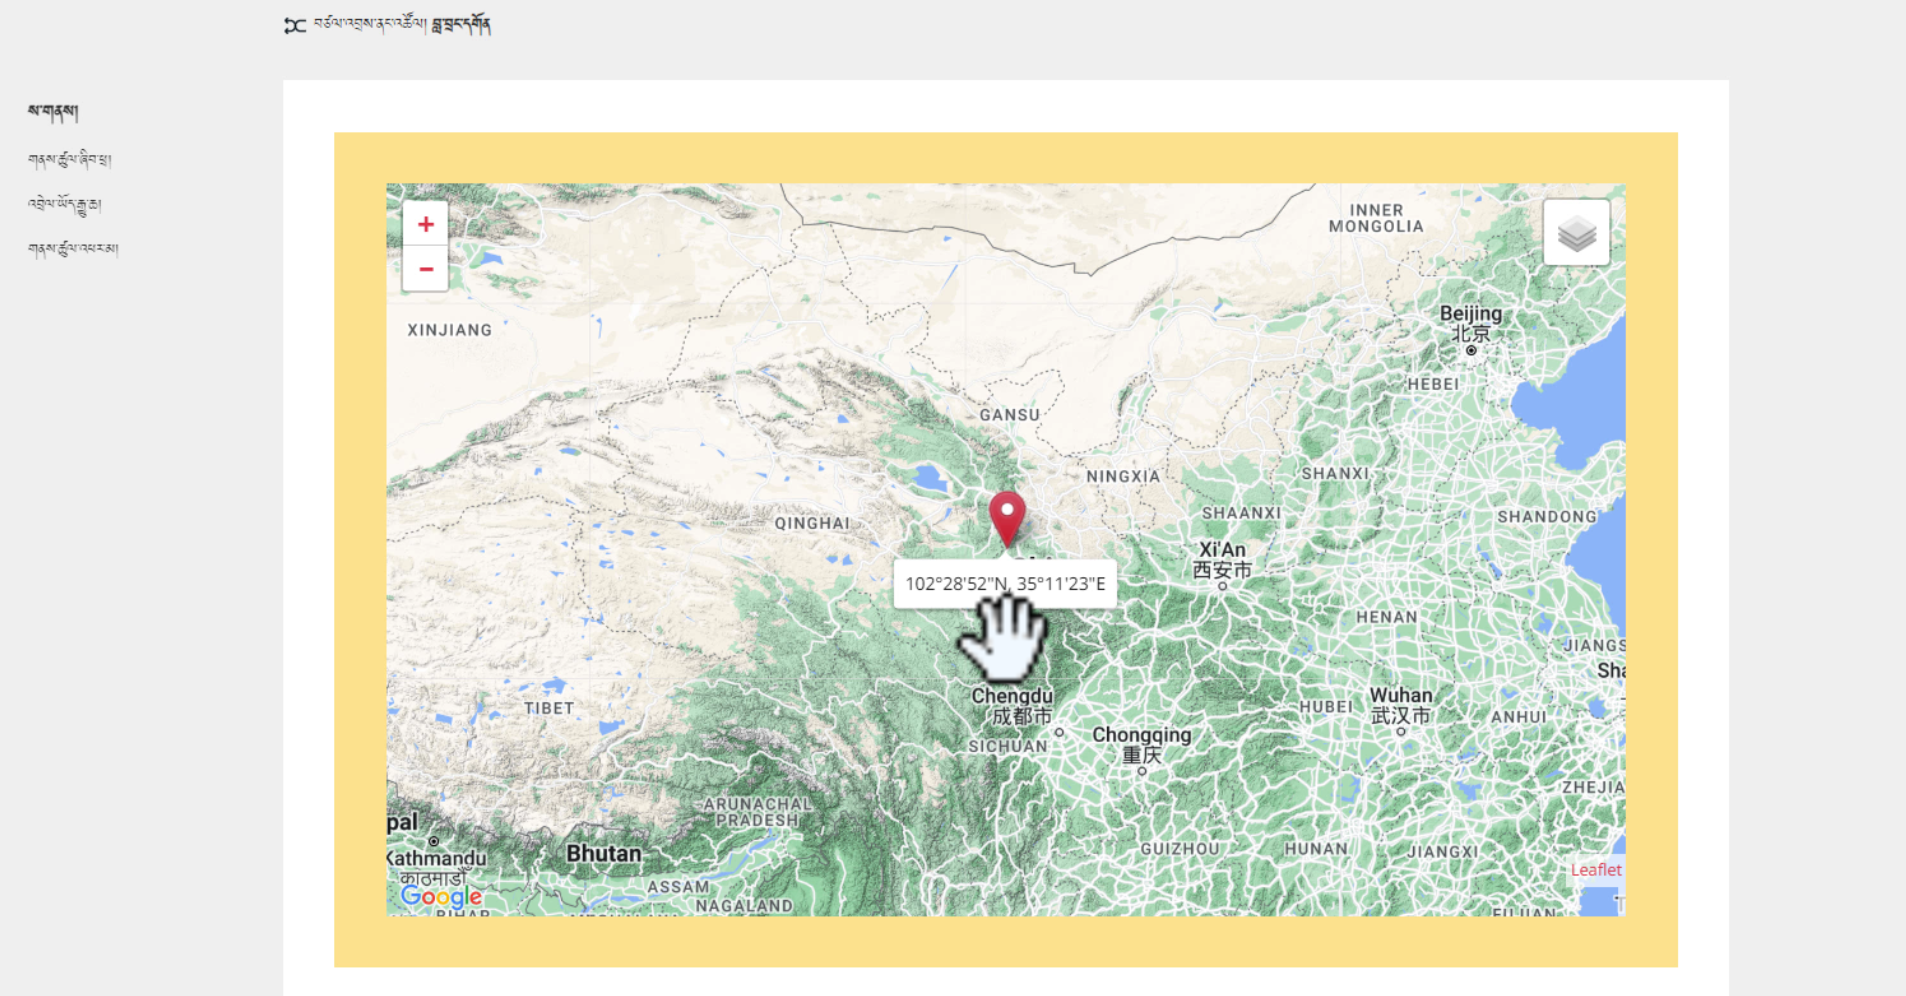 བཙལ་འབྲས་ནང་འཚོལ། བླ་བྲང་དགོན
ས་གནས།
གནས་ཚུལ་ཞིབ་ཕྲ།
འབྲེལ་ཡོད་རྒྱུ་ཆ།
གནས་ཚུལ་འཕར་མ།
+
−
INNER
MONGOLIA
XINJIANG
Beijing
北京
HEBEI
GANSU
NINGXIA
SHANXI
QINGHAI
SHAANXI
SHANDONG
Xi'An
西安市
102°28'52"N, 35°11'23"E
HENAN
JIANGS
Sha
Chengdu
成都市
TIBET
HUBEI
Wuhan
武汉市
ANHUI
SICHUAN
Chongqing
重庆
ZHEJIA
ARUNACHAL
PRADESH
pal
Kathmandu
काठमाडौं
Bhutan
GUIZHOU
HUNAN
JIANGXI
Leaflet
Google
ASSAM
NAGALAND
BIHAR
FUJIAN